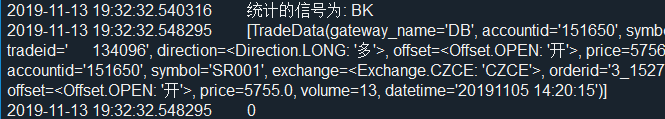 2019-11-13 19:32:32.540316 统计的信号为: BK
2019-11-13 19:32:32.548295 [TradeData(gateway_name='DB', accountid='151650', symb
tradeid=' 134096', direction=<Direction.LONG: '多'>, offset=<Offset.OPEN: '开'>, price=5756
accountid='151650', symbol='SR001', exchange=<Exchange.CZCE: 'CZCE'>, orderid='3_1527
offset=<Offset.OPEN: '开'>, price=5755.0, volume=13, datetime='20191105 14:20:15')]
2019-11-13 19:32:32.548295 0